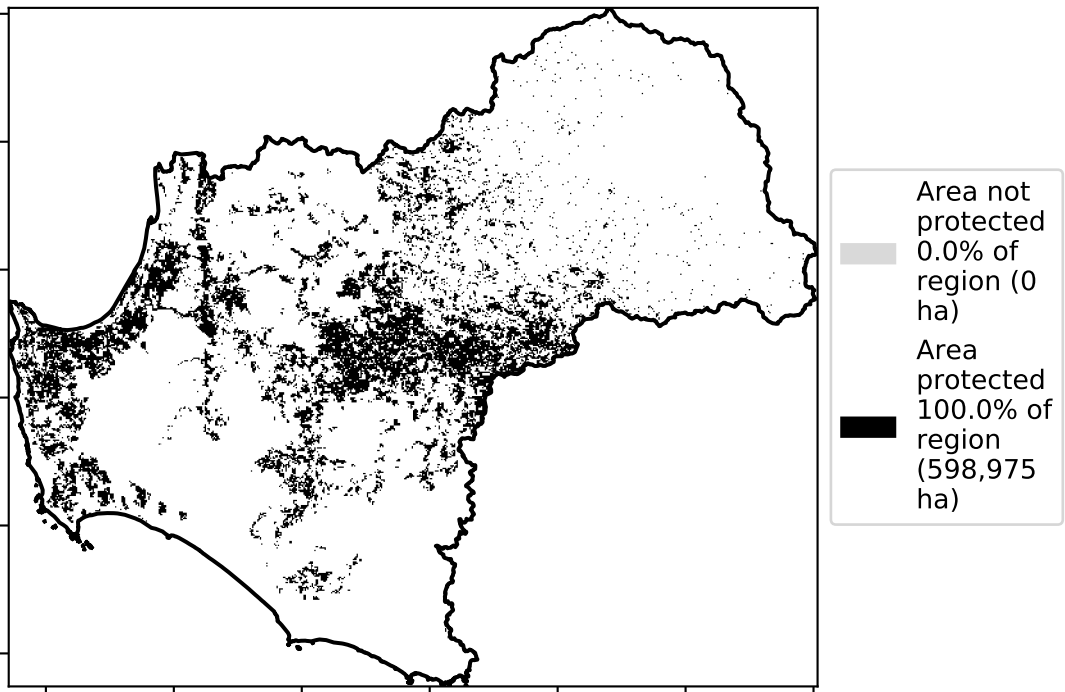 Area not
protected
0.0% of
region (0
ha)
Area
protected
100.0% of
region
(598,975
ha)